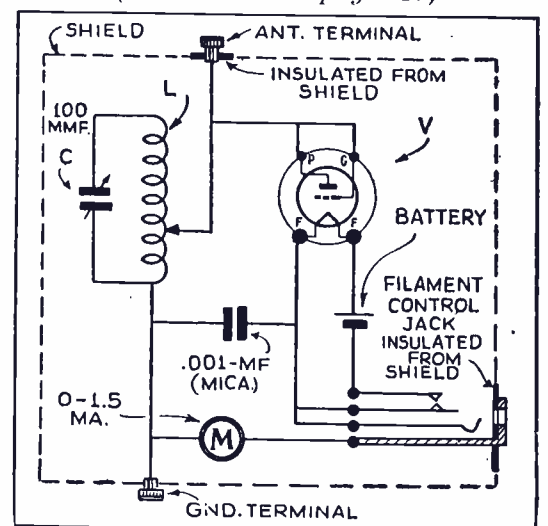 SHIELD
ANT. TERMINAL
INSULATED FROM
SHIELD
L
100
MMF.
C
V
P
G
F
F
BATTERY
FILAMENT
CONTROL
JACK
INSULATED
FROM
SHIELD
.001-MF
(MICA.)
0-1.5
MA.
M
GND. TERMINAL